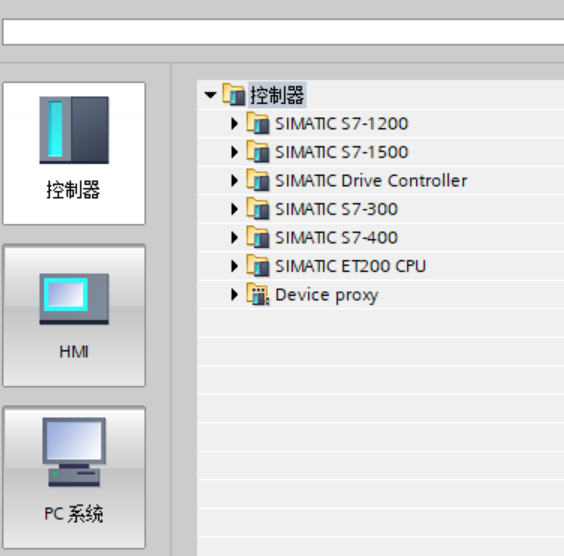 控制器
HMI
PC 系统
控制器
SIMATIC S7-1200
SIMATIC S7-1500
SIMATIC Drive Controller
SIMATIC S7-300
SIMATIC S7-400
SIMATIC ET200 CPU
Device proxy